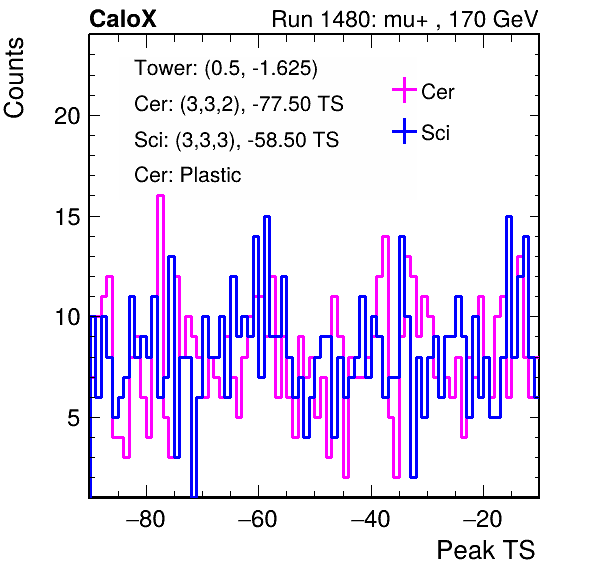 CaloX Run 1480: mu+ , 170 GeV
Counts
Tower: (0.5, -1.625)
Cer: (3,3,2), -77.50 TS
Sci: (3,3,3), -58.50 TS
Cer: Plastic
Cer
Sci
20
15
10
5
−80 −60 −40 −20
Peak TS